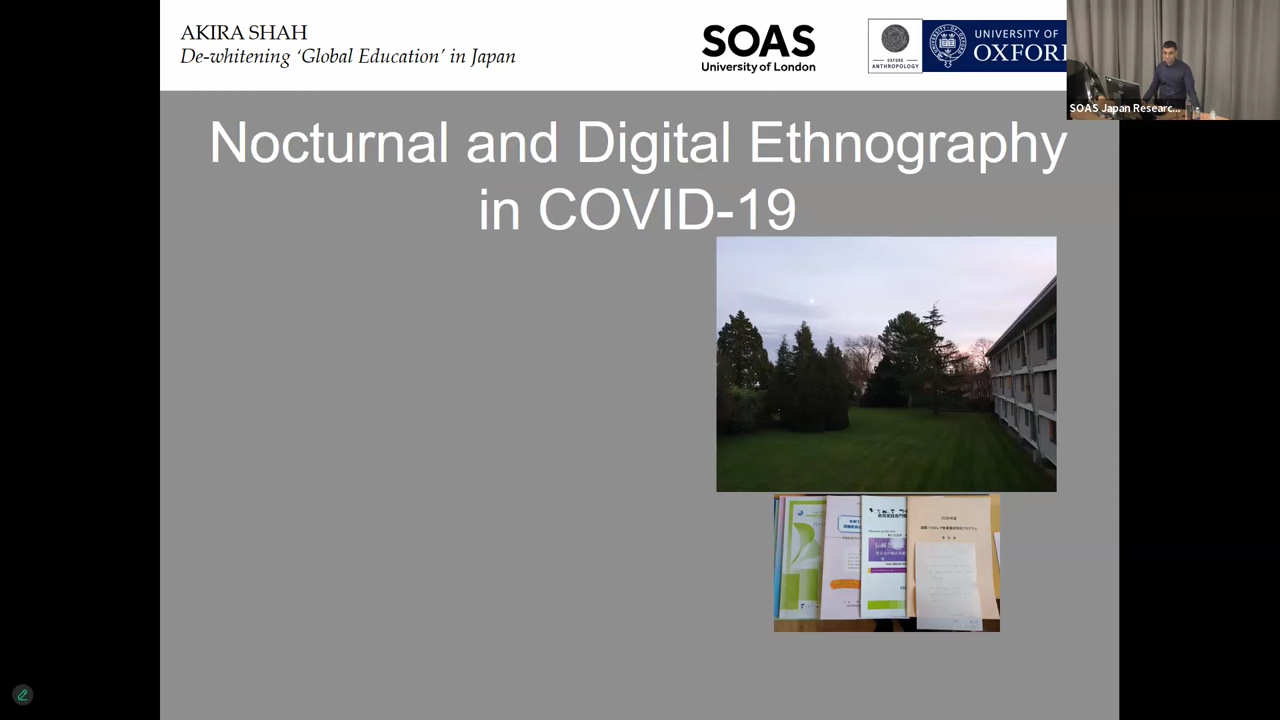 AKIRA SHAH
De-whitening ‘Global Education’ in Japan
SOAS
University of London
OXFORD
ANTHROPOLOGY
UNIVERSITY OF
OXFORD
SOAS Japan Researc...
Nocturnal and Digital Ethnography
in COVID-19